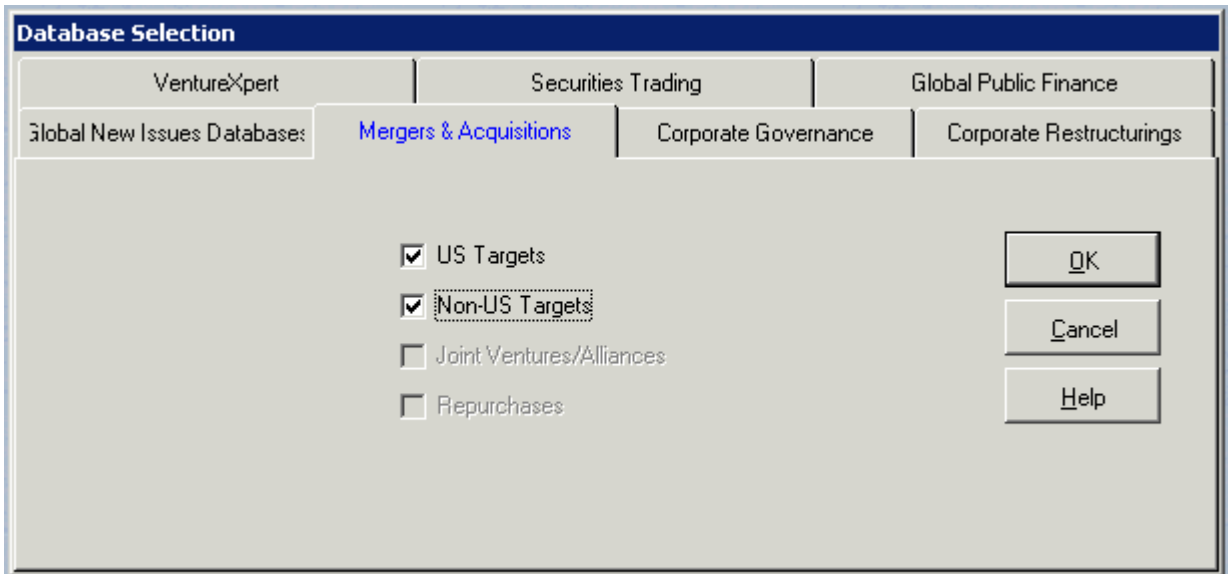 Database Selection
VentureXpert
Securities Trading
Global Public Finance
Global New Issues Databases
Mergers & Acquisitions
Corporate Governance
Corporate Restructurings
US Targets
OK
Non-US Targets
Cancel
Joint Ventures/Alliances
Help
Repurchases